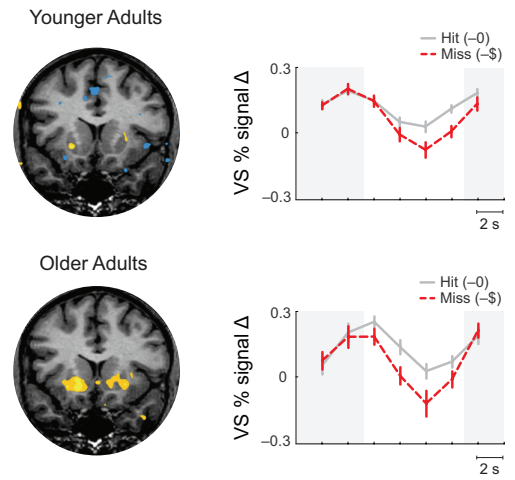 Younger Adults
Hit (–0)
Miss (–$)
0.3
0
–0.3
VS % signal Δ
2 s
Older Adults
Hit (–0)
Miss (–$)
0.3
0
–0.3
VS % signal Δ
2 s